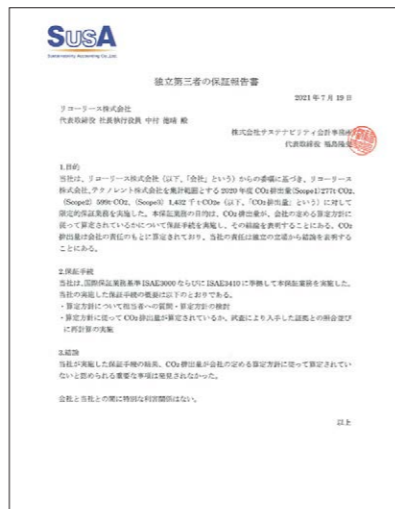 SUSA
Sustainability Accounting Co.,Ltd.
独立第三者の保証報告書
2021年7月19日
リコーリース株式会社
代表取締役 社長執行役員 中村 徳晴 殿
株式会社サステナビリティ会計事務所
代表取締役 福島隆史
1.目的
当社は、リコーリース株式会社（以下、「会社」という）からの委嘱に基づき、リコーリース
株式会社,テクノレント株式会社を集計範囲とする2020年度CO₂排出量(Scope1)277t-CO₂,
(Scope2) 599t-CO₂, (Scope3) 1,402千t-CO₂e（以下、「CO₂排出量」という）に対して
限定的保証業務を実施した。本保証業務の目的は、CO₂排出量が、会社の定める算定方針に
従って算定されているかについて保証手続を実施し、その結論を表明することにある。CO₂
排出量は会社の責任のもとに算定されており、当社の責任は独立の立場から結論を表明する
ことにある。
2.保証手続
当社は、国際保証業務基準ISAE3000ならびにISAE3410に準拠して本保証業務を実施した。
当社の実施した保証手続の概要は以下のとおりである。
・算定方針について担当者への質問・算定方針の検討
・算定方針に従ってCO₂排出量が算定されているか、試査により入手した証拠との照合並び
に再計算の実施
3.結論
当社が実施した保証手続の結果、CO₂排出量が会社の定める算定方針に従って算定されてい
ないと認められる重要な事項は発見されなかった。
会社と当社との間に特別な利害関係はない。
以上